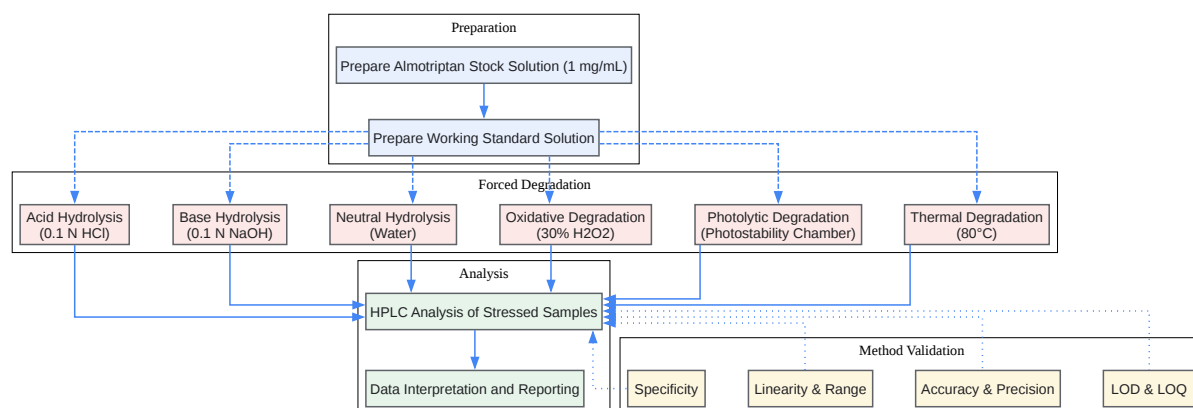 Preparation
Prepare Almotriptan Stock Solution (1 mg/mL)
Prepare Working Standard Solution
Forced Degradation
Acid Hydrolysis
(0.1 N HCl)
Base Hydrolysis
(0.1 N NaOH)
Neutral Hydrolysis
(Water)
Oxidative Degradation
(30% H2O2)
Photolytic Degradation
(Photostability Chamber)
Thermal Degradation
(80°C)
Analysis
HPLC Analysis of Stressed Samples
Data Interpretation and Reporting
Method Validation
Specificity
Linearity & Range
Accuracy & Precision
LOD & LOQ